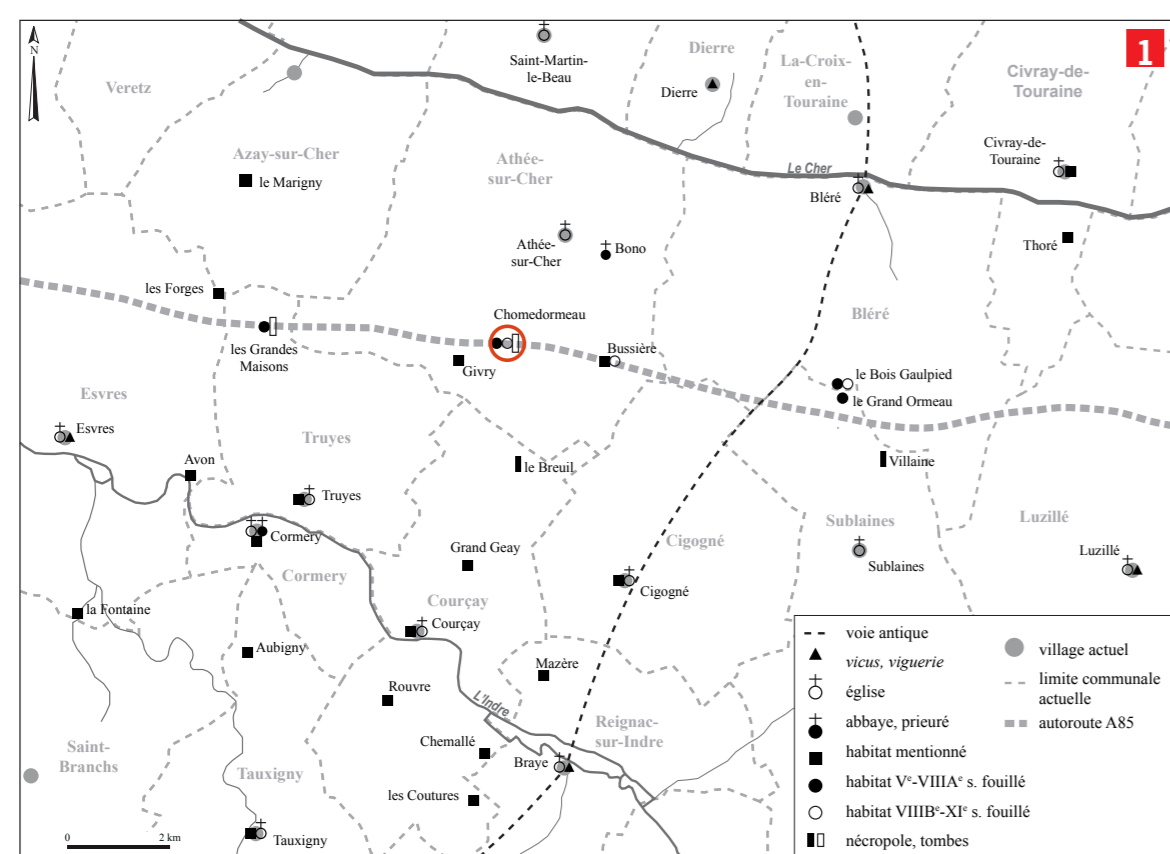 N
1
Saint-Martin-
le-Beau
Dierre
Dierre
La-Croix-
en-
Touraine
Civray-de-
Touraine
Veretz
Azay-sur-Cher
le Marigny
Athée-
sur-Cher
Le Cher
Civray-de-
Touraine
Bléré
Athée-
sur-Cher
Bono
Thoré
les Forges
Chomedormeau
Bléré
les Grandes
Maisons
Givry
Bussière
le Bois Gaulpied
le Grand Ormeau
Esvres
Esvres
Truyes
Avon
le Breuil
Villaine
Truyes
Cormery
Sublaines
Luzillé
Grand Geay
Cigogné
Sublaines
Luzillé
Cormery
Cigogné
la Fontaine
Courçay
Courçay
Aubigny
Mazère
Rouvre
L'Indre
Reignac-
sur-Indre
Chemallé
Braye
Saint-
Branchs
Tauxigny
les Coutures
Tauxigny
0 2 km
voie antique
vicus, viguerie
église
abbaye, prieuré
habitat mentionné
habitat Ve-VIIIAe s. fouillé
habitat VIIIBe-XIe s. fouillé
nécropole, tombes
village actuel
limite communale
actuelle
autoroute A85